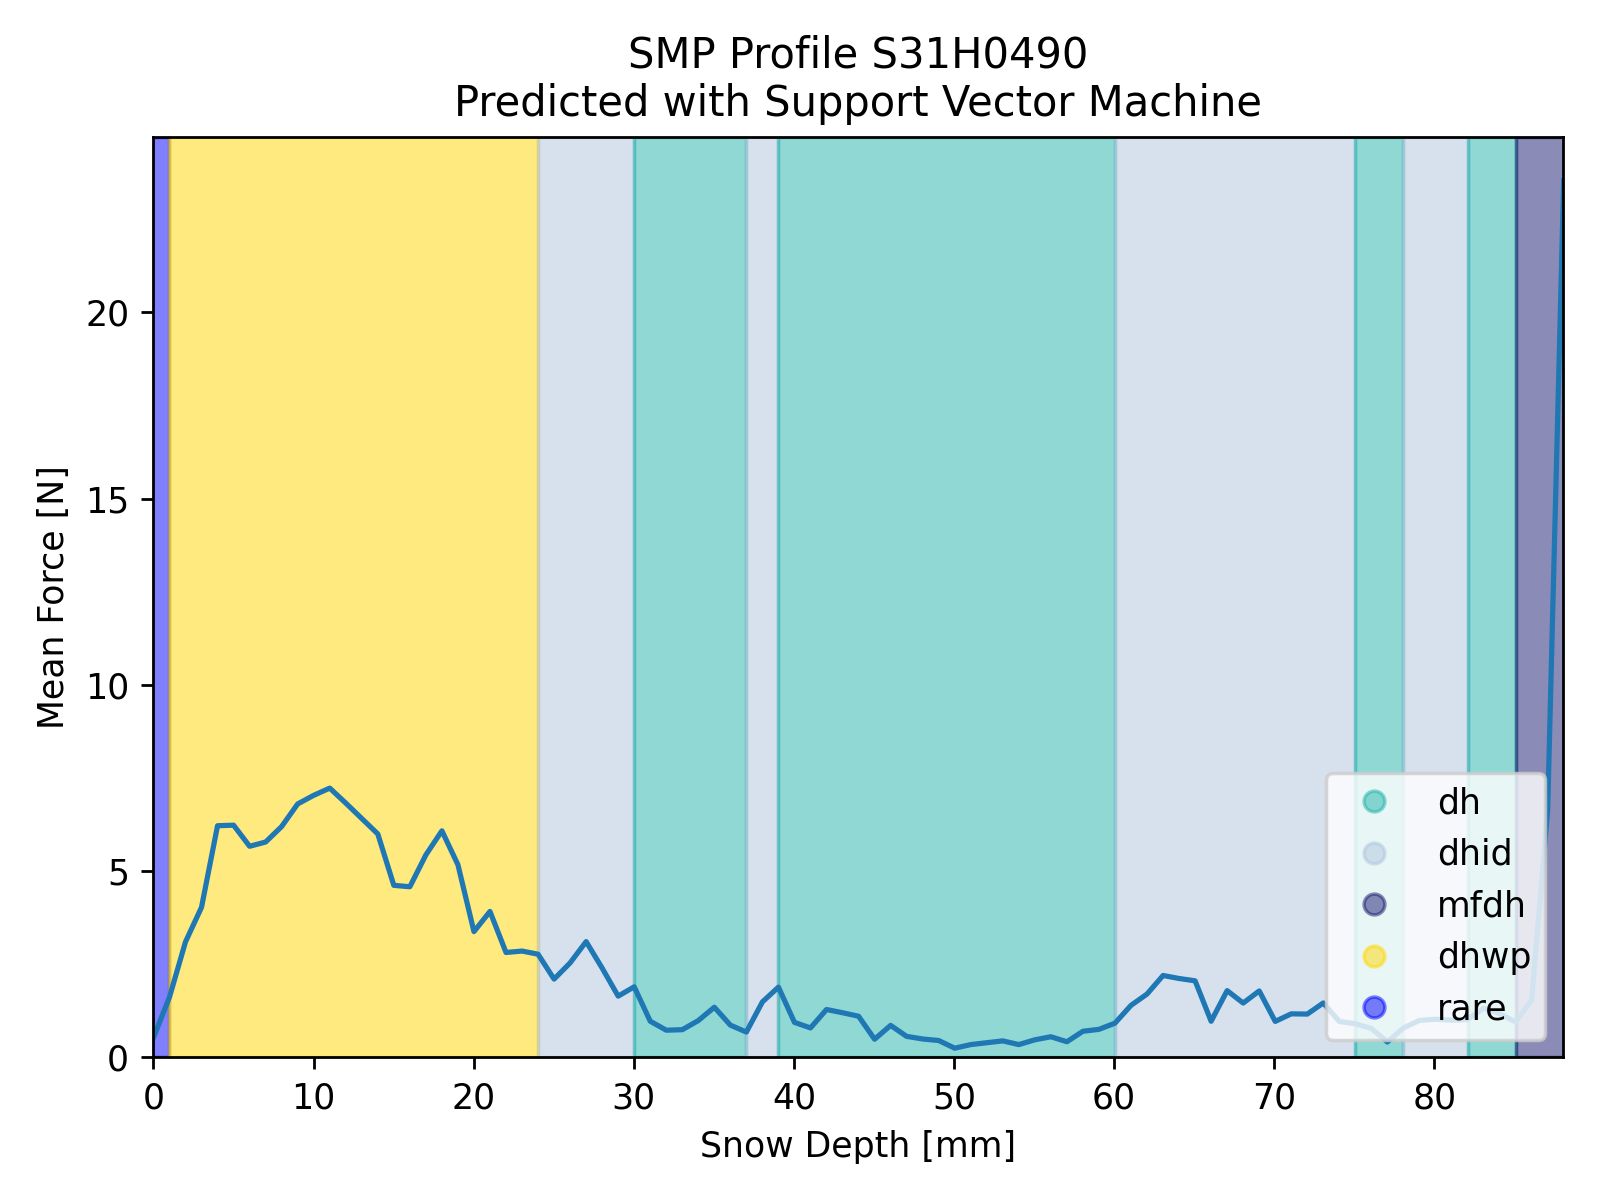 SMP Profile S31H0490
Predicted with Support Vector Machine
Mean Force [N]
20
15
10
5
0
0 10 20 30 40 50 60 70 80
Snow Depth [mm]
dh
dhid
mfdh
dhwp
rare